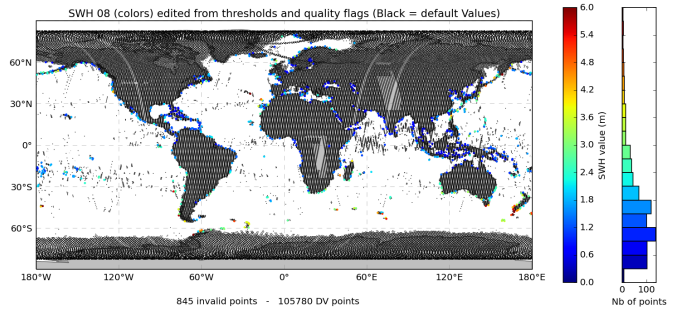 SWH 08 (colors) edited from thresholds and quality flags (Black = default Values)
60°N
30°N
0°
30°S
60°S
180°W 120°W 60°W 0° 60°E 120°E 180°E
845 invalid points - 105780 DV points
6.0
5.4
4.8
4.2
3.6
3.0
2.4
1.8
1.2
0.6
0.0
SWH value (m)
0 100
Nb of points